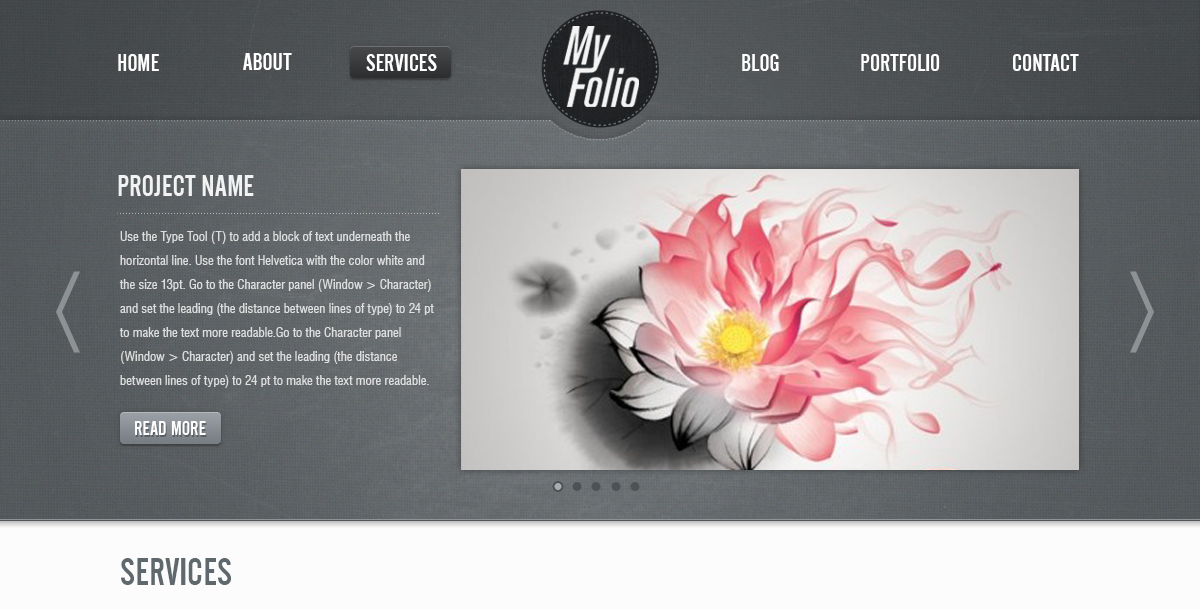 HOME
ABOUT
SERVICES
My
Folio
BLOG
PORTFOLIO
CONTACT
PROJECT NAME
Use the Type Tool (T) to add a block of text underneath the
horizontal line. Use the font Helvetica with the color white and
the size 13pt. Go to the Character panel (Window > Character)
and set the leading (the distance between lines of type) to 24 pt
to make the text more readable.Go to the Character panel
(Window > Character) and set the leading (the distance
between lines of type) to 24 pt to make the text more readable.
READ MORE
SERVICES